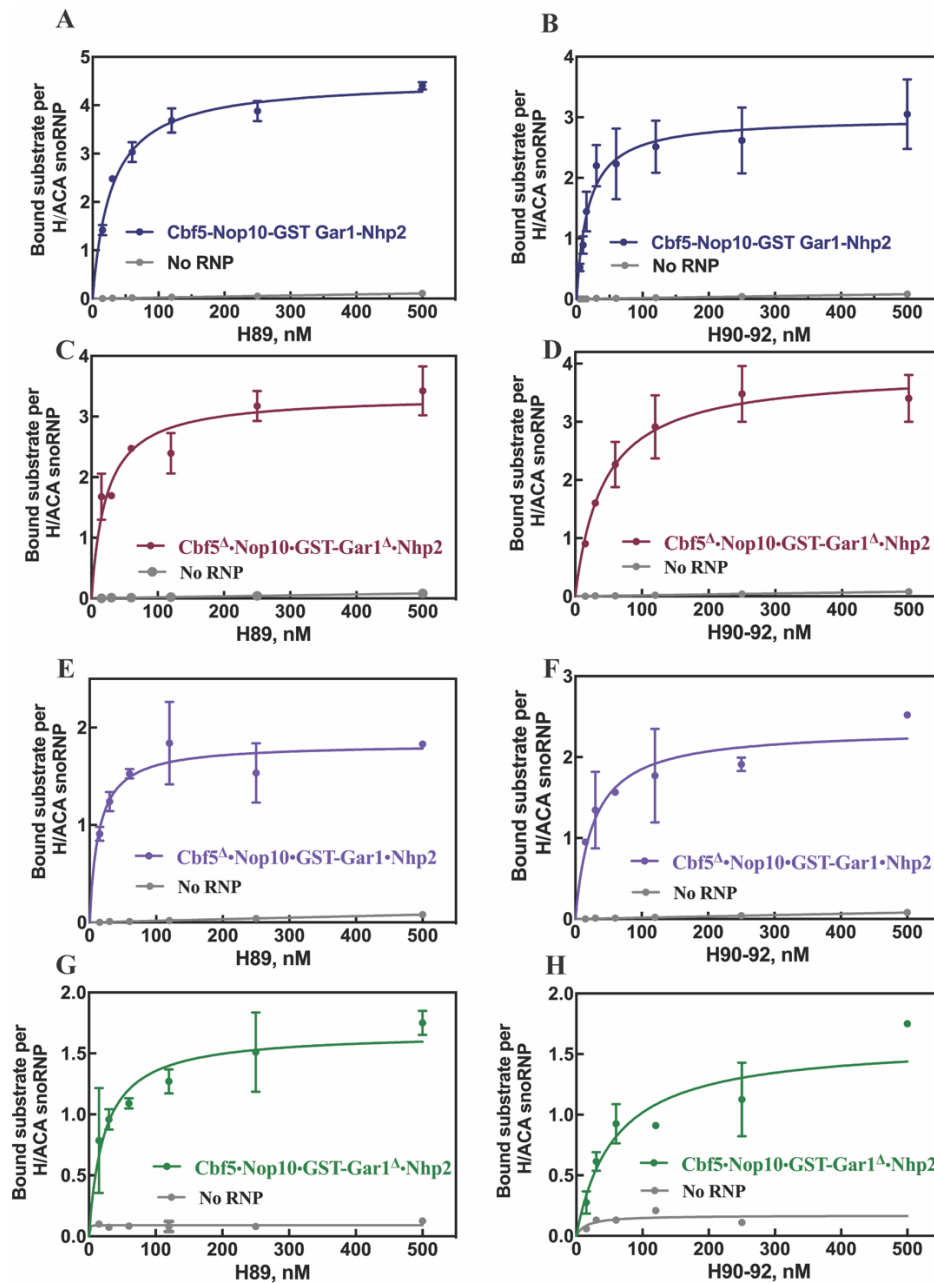 A
Bound substrate per
H/ACA snoRNP
5
4
3
2
1
0
Cbf5-Nop10-GST Gar1-Nhp2
No RNP
0 100 200 300 400 500
H89, nM
B
Bound substrate per
H/ACA snoRNP
4
3
2
1
0
Cbf5-Nop10-GST Gar1-Nhp2
No RNP
0 100 200 300 400 500
H90-92, nM
C
Bound substrate per
H/ACA snoRNP
4
3
2
1
0
Cbf5Δ•Nop10•GST-Gar1Δ•Nhp2
No RNP
0 100 200 300 400 500
H89, nM
D
Bound substrate per
H/ACA snoRNP
4
3
2
1
0
Cbf5Δ•Nop10•GST-Gar1Δ•Nhp2
No RNP
0 100 200 300 400 500
H90-92, nM
E
Bound substrate per
H/ACA snoRNP
2
1
0
Cbf5Δ•Nop10•GST-Gar1•Nhp2
No RNP
0 100 200 300 400 500
H89, nM
F
Bound substrate per
H/ACA snoRNP
3
2
1
0
Cbf5Δ•Nop10•GST-Gar1•Nhp2
No RNP
0 100 200 300 400 500
H90-92, nM
G
Bound substrate per
H/ACA snoRNP
2.0
1.5
1.0
0.5
0.0
Cbf5•Nop10•GST-Gar1Δ•Nhp2
No RNP
0 100 200 300 400 500
H89, nM
H
Bound substrate per
H/ACA snoRNP
2.0
1.5
1.0
0.5
0.0
Cbf5•Nop10•GST-Gar1Δ•Nhp2
No RNP
0 100 200 300 400 500
H90-92, nM